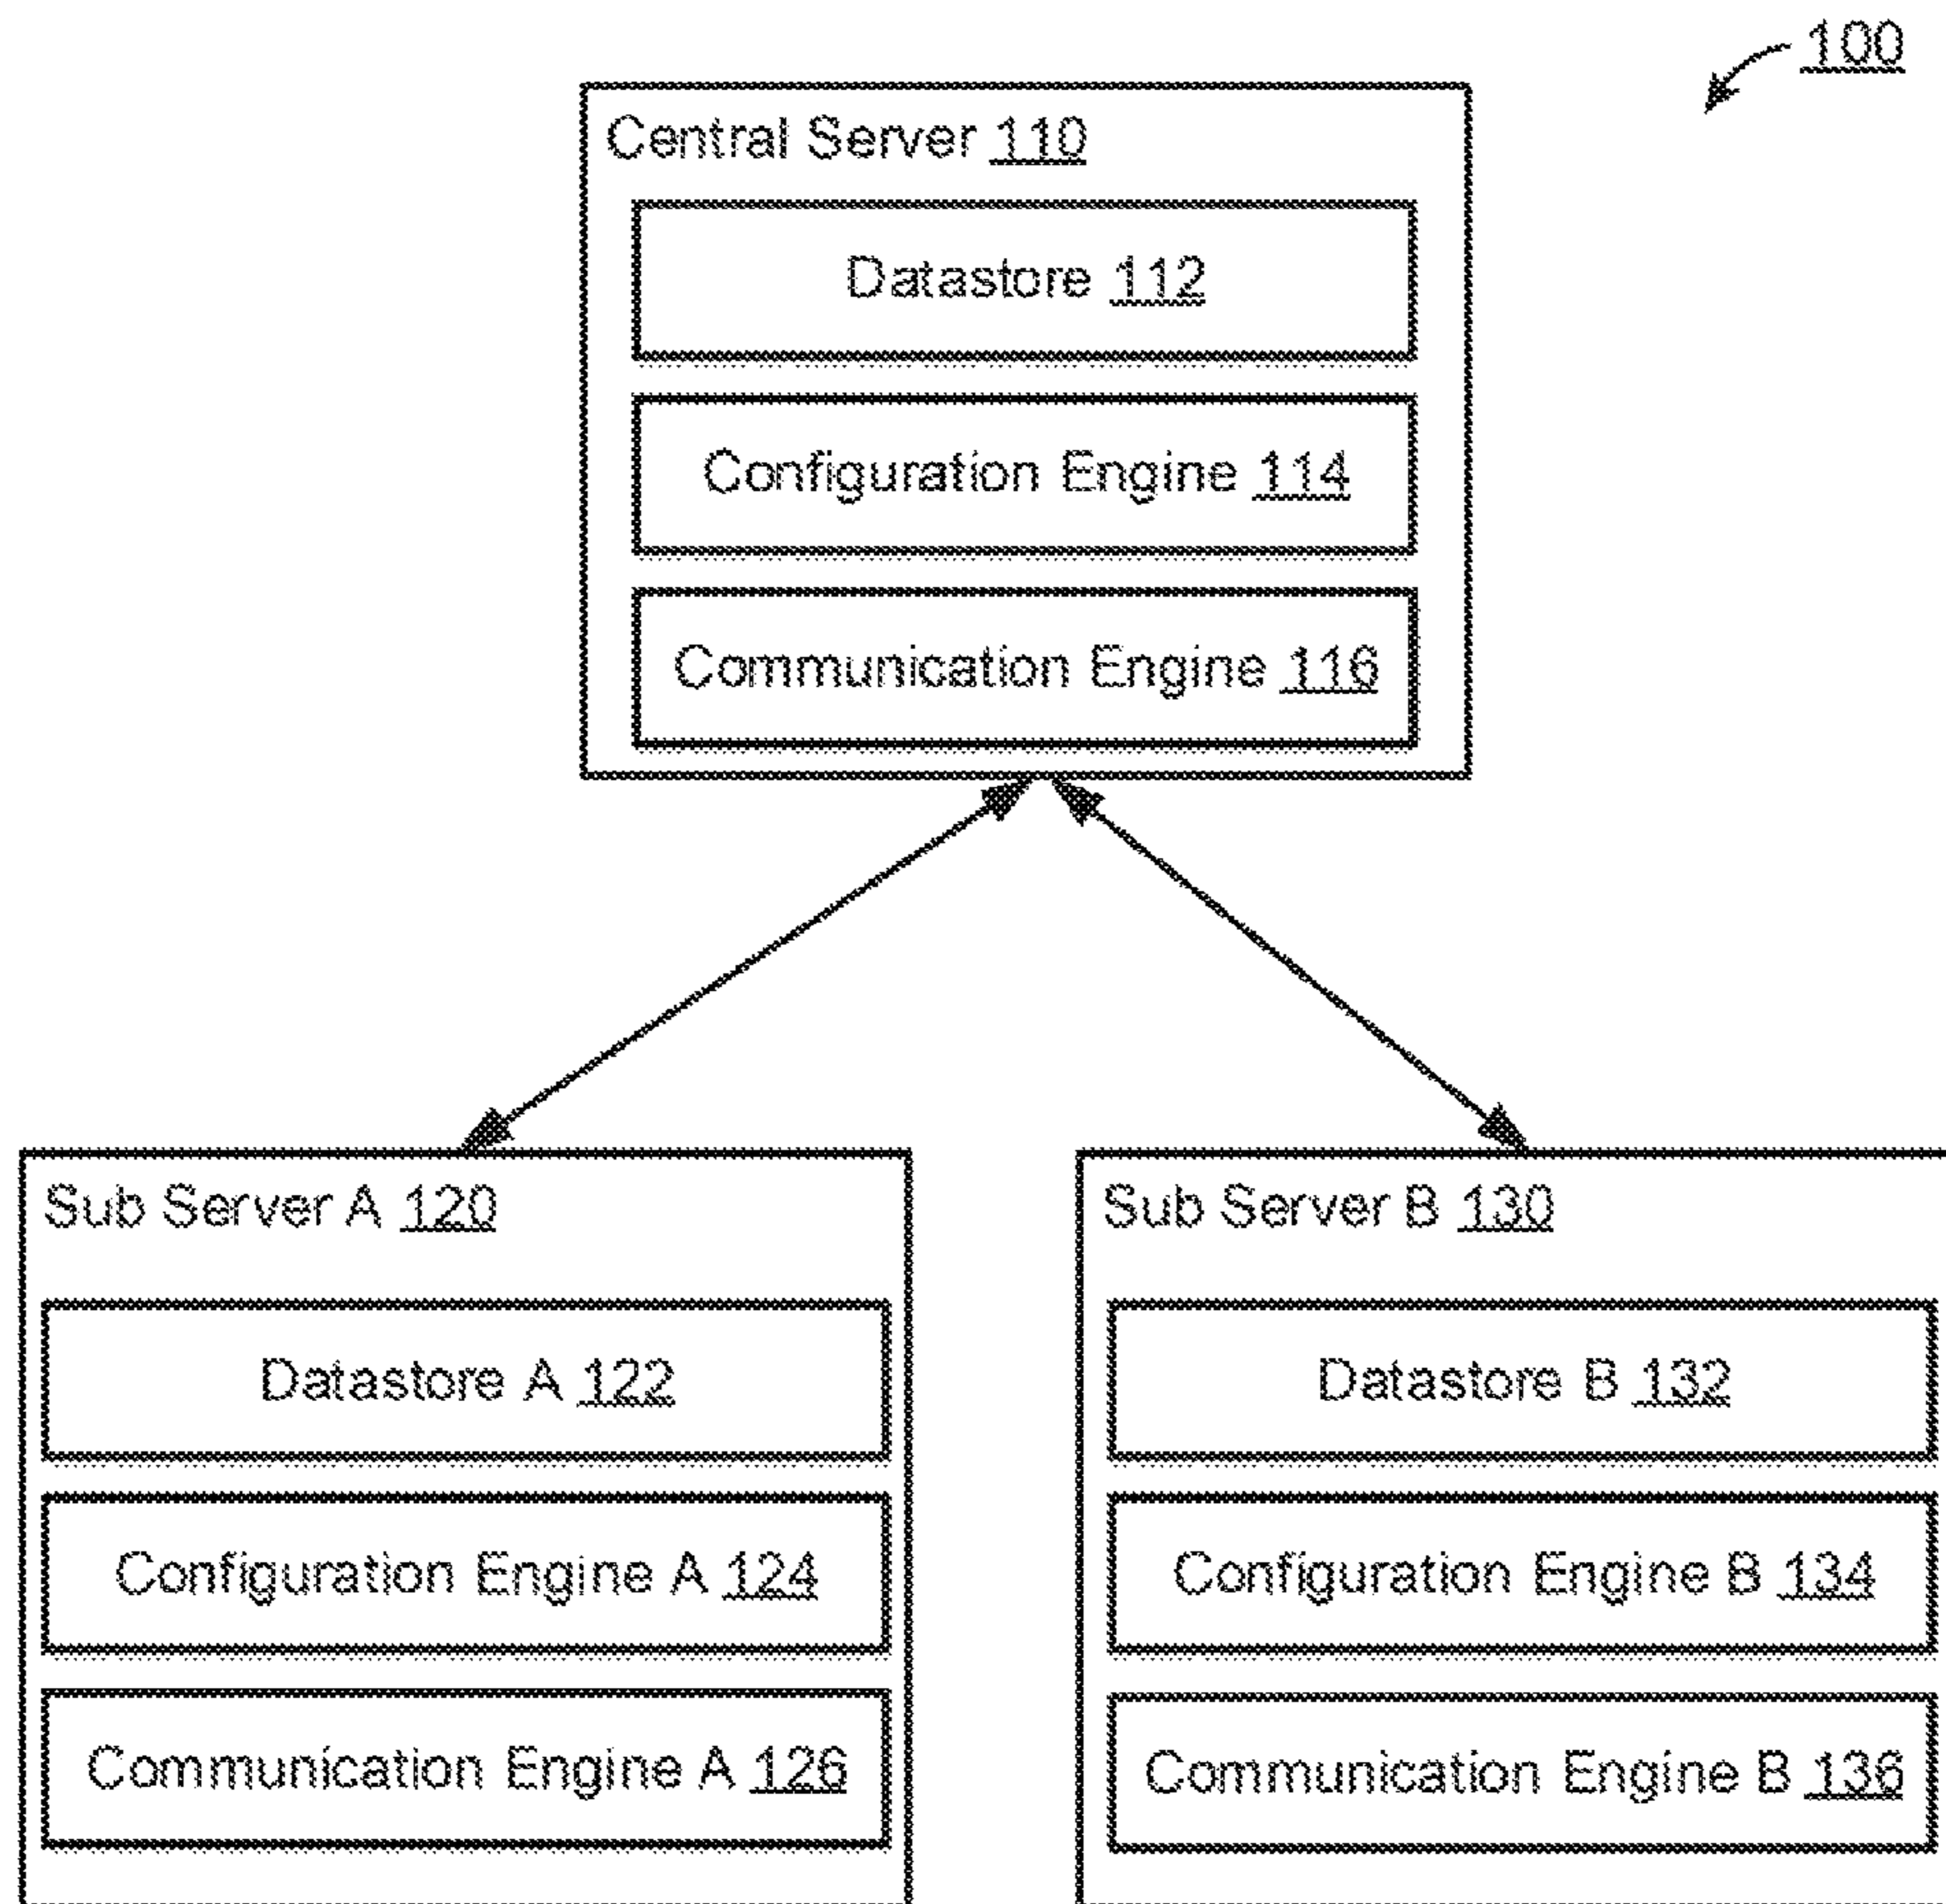 100
Central Server 110
Datastore 112
Configuration Engine 114
Communication Engine 116
Sub Server A 120
Datastore A 122
Configuration Engine A 124
Communication Engine A 126
Sub Server B 130
Datastore B 132
Configuration Engine B 134
Communication Engine B 136